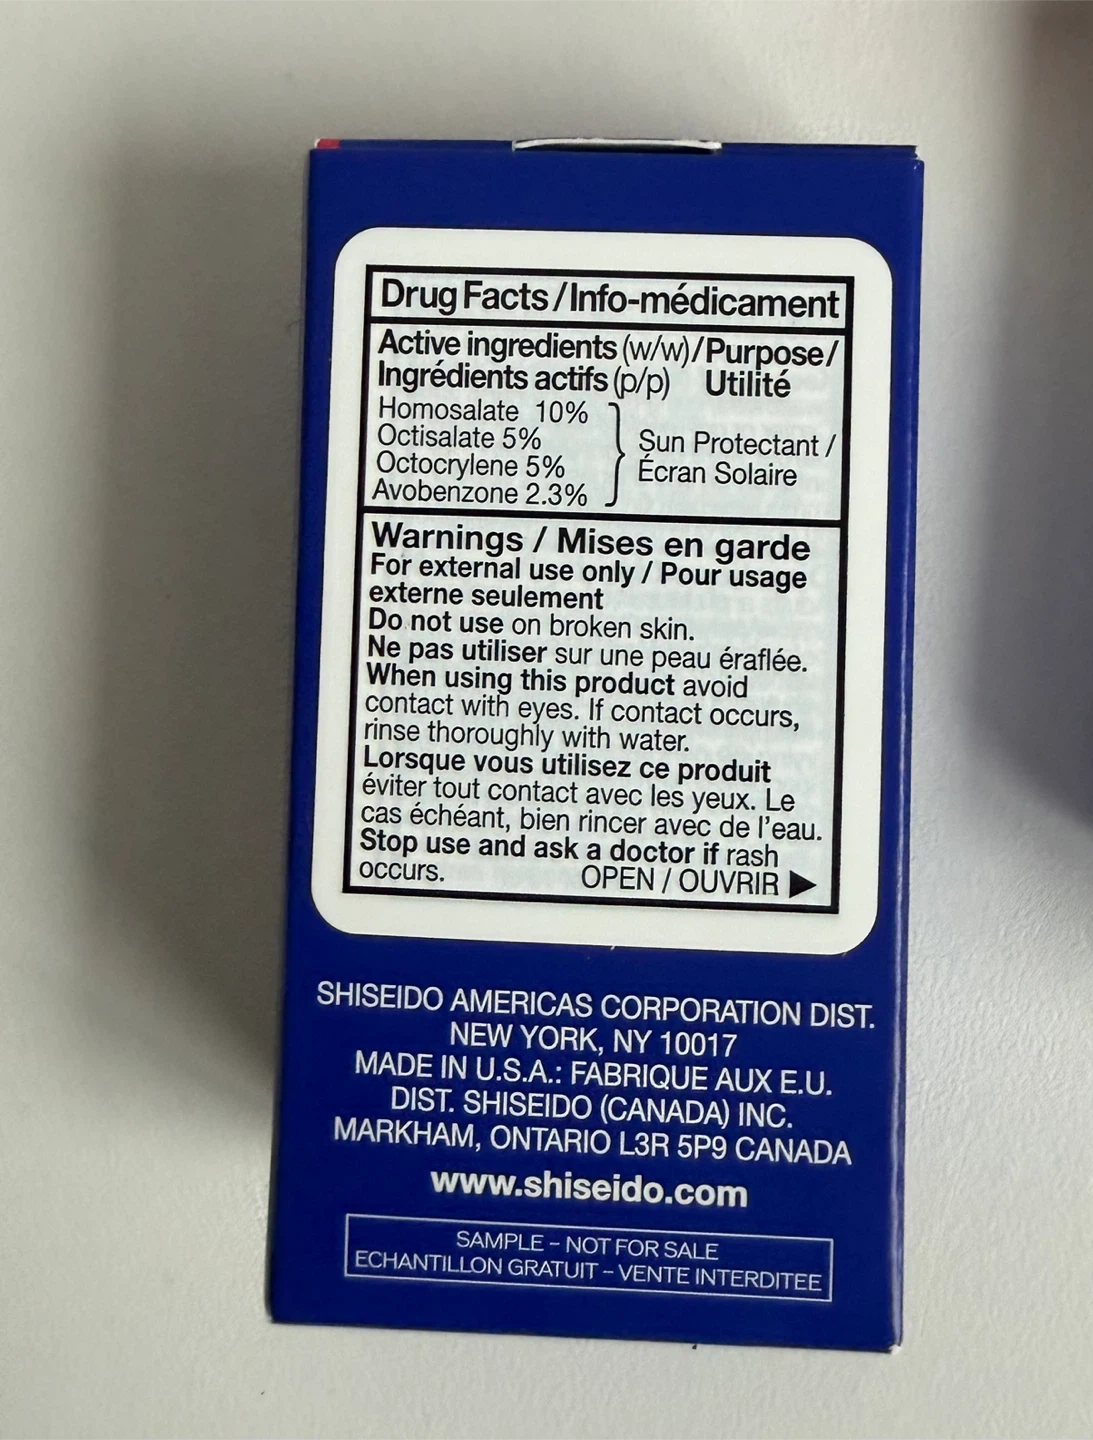 Drug Facts / Info-médicament
Active ingredients (w/w) / Purpose /
Ingrédients actifs (p/p) Utilité
Homosalate 10%
Octisalate 5%
Octocrylene 5%
Avobenzone 2.3%
Sun Protectant /
Écran Solaire
Warnings / Mises en garde
For external use only / Pour usage
externe seulement
Do not use on broken skin.
Ne pas utiliser sur une peau éraflée.
When using this product avoid
contact with eyes. If contact occurs,
rinse thoroughly with water.
Lorsque vous utilisez ce produit
éviter tout contact avec les yeux. Le
cas échéant, bien rincer avec de l'eau.
Stop use and ask a doctor if rash
occurs. OPEN / OUVRIR ▶
SHISEIDO AMERICAS CORPORATION DIST.
NEW YORK, NY 10017
MADE IN U.S.A.: FABRIQUE AUX E.U.
DIST. SHISEIDO (CANADA) INC.
MARKHAM, ONTARIO L3R 5P9 CANADA
www.shiseido.com
SAMPLE – NOT FOR SALE
ECHANTILLON GRATUIT – VENTE INTERDITEE